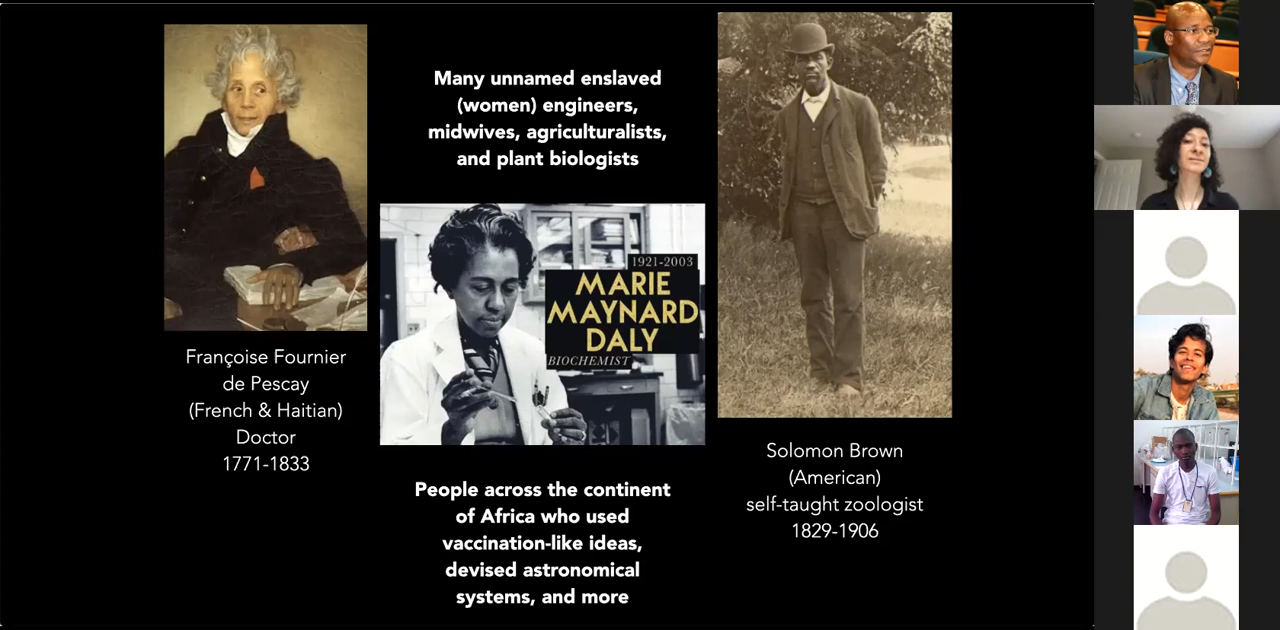 Many unnamed enslaved
(women) engineers,
midwives, agriculturalists,
and plant biologists
1921-2003
MARIE
MAYNARD
DALY
BIOCHEMIST
Françoise Fournier
de Pescay
(French & Haitian)
Doctor
1771-1833
People across the continent
of Africa who used
vaccination-like ideas,
devised astronomical
systems, and more
Solomon Brown
(American)
self-taught zoologist
1829-1906